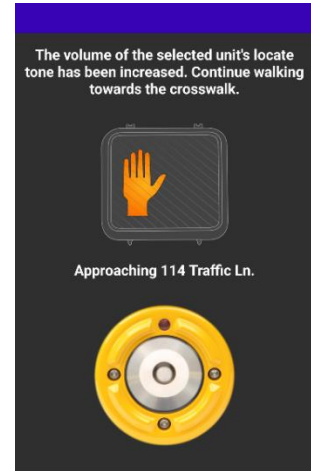 The volume of the selected unit's locate
tone has been increased. Continue walking
towards the crosswalk.
Approaching 114 Traffic Ln.